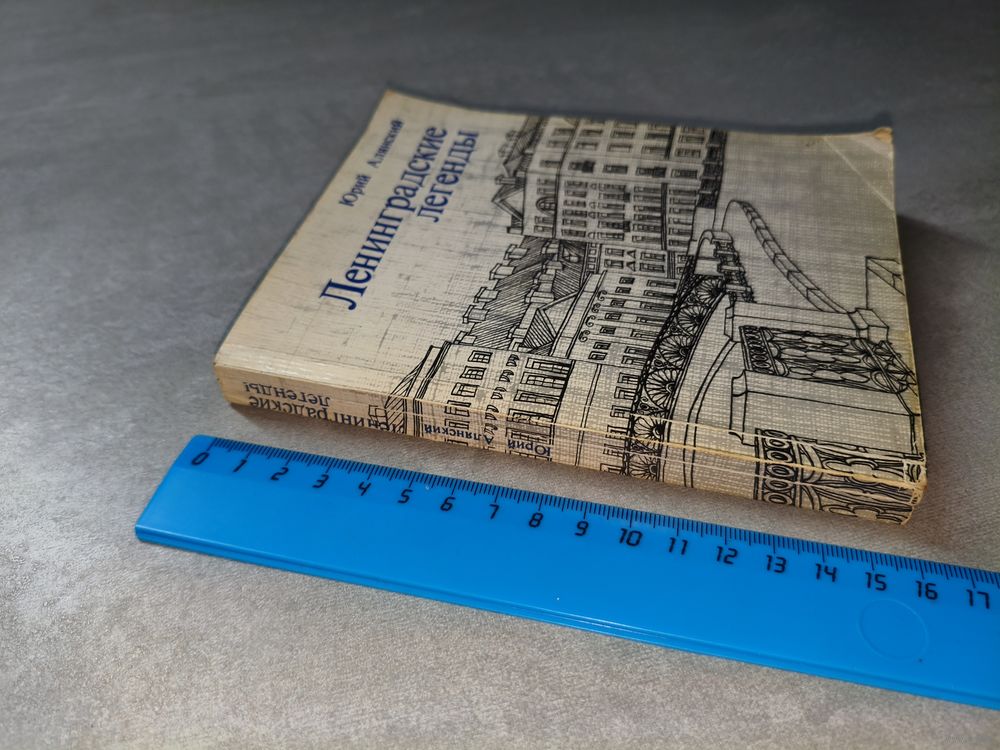 Юрий Алянский
Ленинградские
легенды
Юрий
Алянский
Ленинградские
легенды
0 1 2 3 4 5 6 7 8 9 10 11 12 13 14 15 16 17